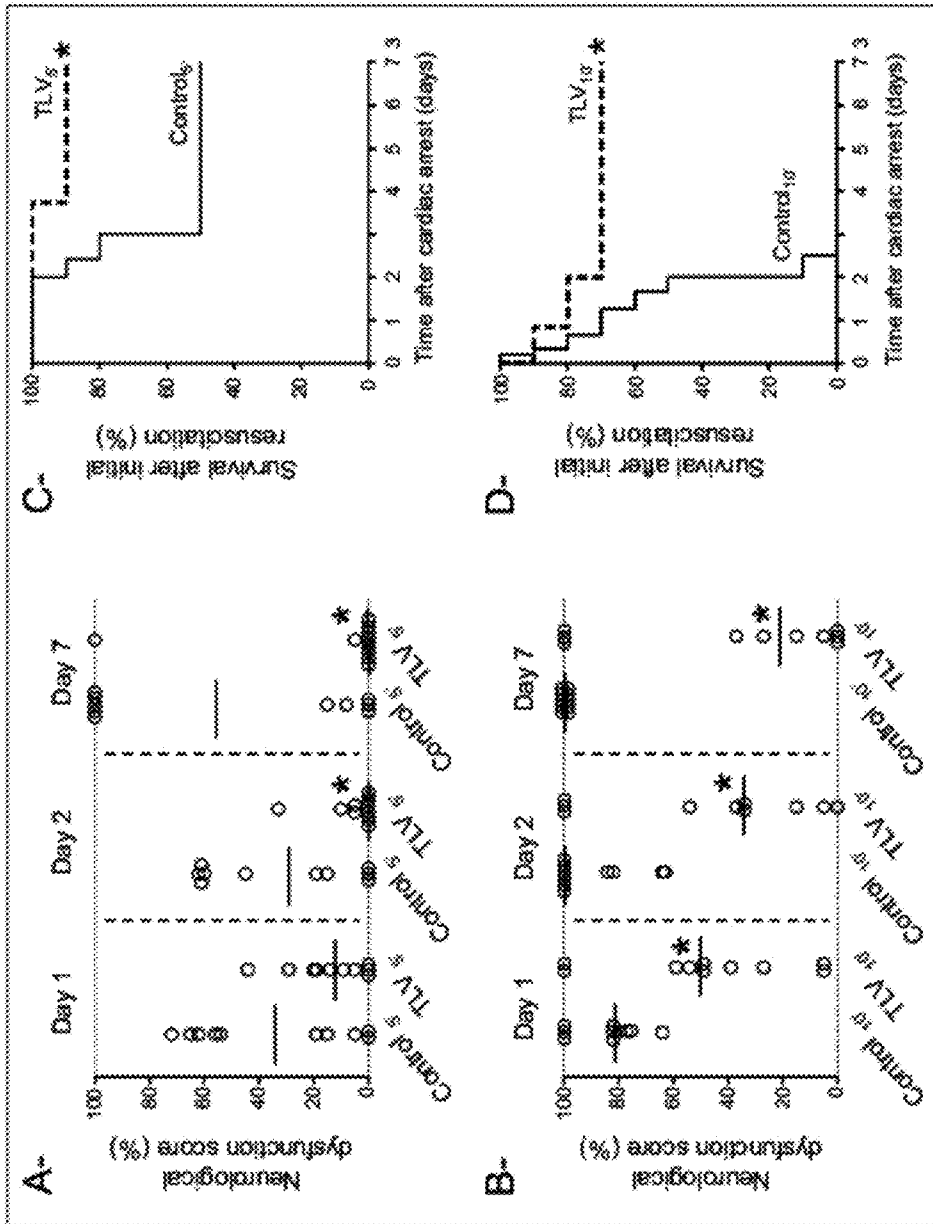 A-
Neurological
dysfunction score (%)
100
80
60
40
20
0
Day 1
Day 2
Day 7
*
*
Control 5'
TLV 5'
Control 5'
TLV 5'
Control 5'
TLV 5'
B-
Neurological
dysfunction score (%)
100
80
60
40
20
0
Day 1
Day 2
Day 7
*
*
*
Control 10'
TLV 10'
Control 10'
TLV 10'
Control 10'
TLV 10'
C-
Survival after initial
resuscitation (%)
100
80
60
40
20
0
TLV5'
*
Control5'
0 1 2 4 5 6 7 3
Time after cardiac arrest (days)
D-
Survival after initial
resuscitation (%)
100
80
60
40
20
0
TLV10'
*
Control10'
0 1 2 4 5 6 7 3
Time after cardiac arrest (days)